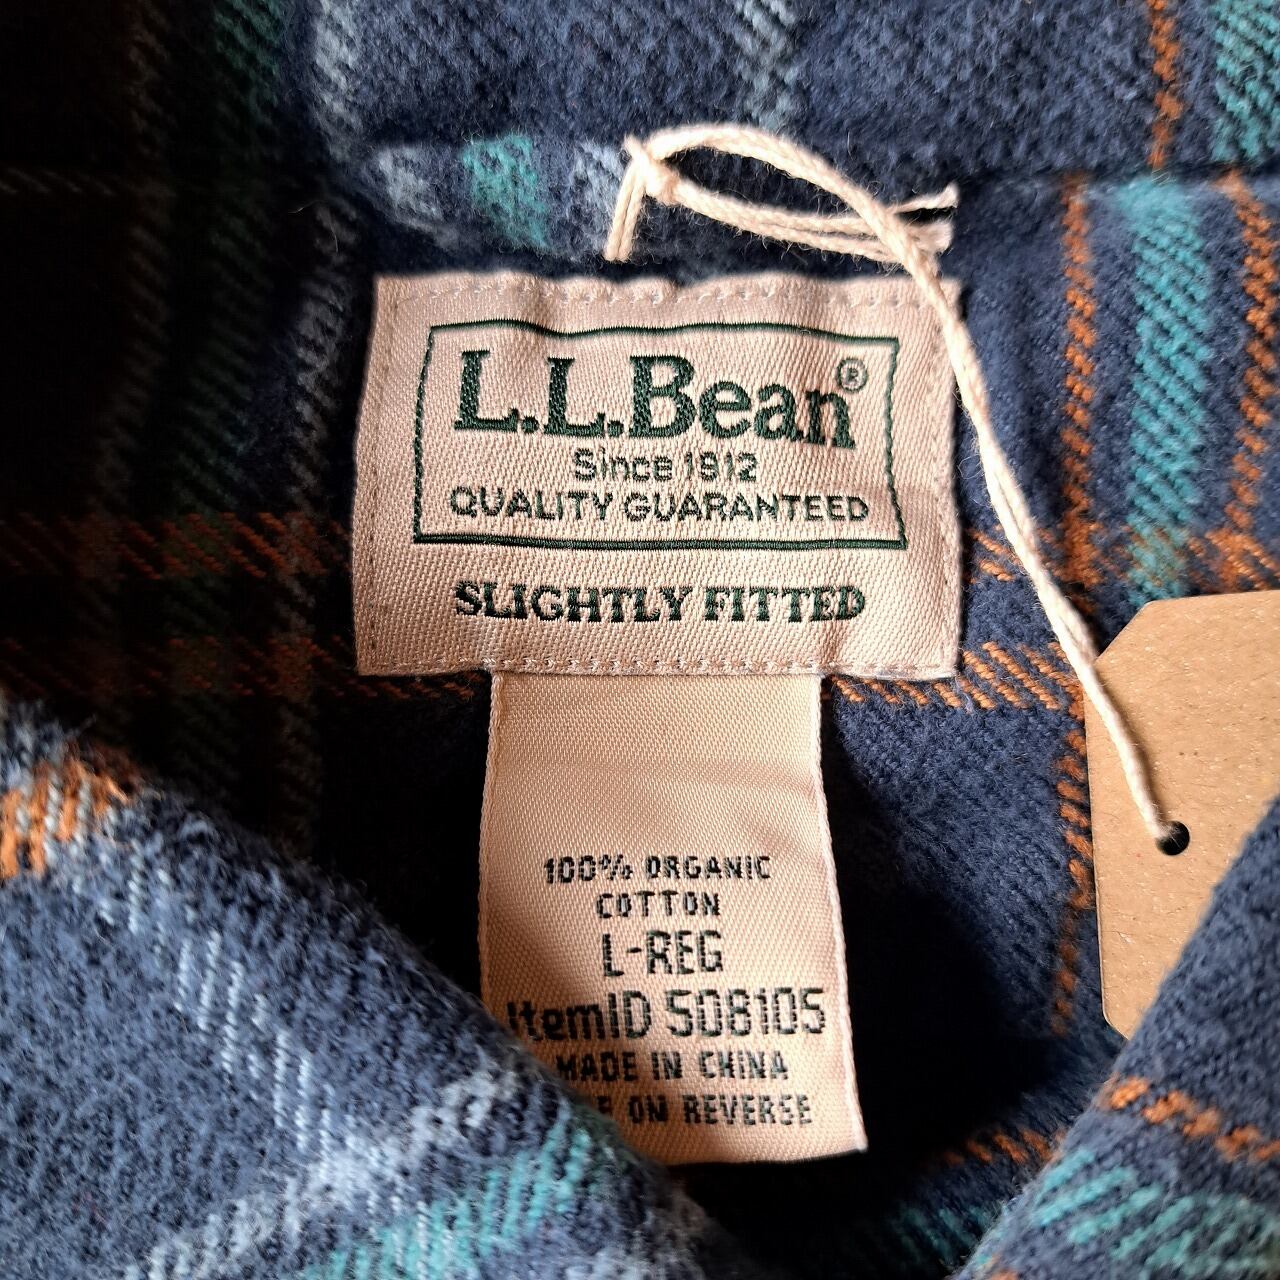 L.L.Bean®
Since 1912
QUALITY GUARANTEED
SLIGHTLY FITTED
100% ORGANIC
COTTON
L-REG
ItemID 508105
MADE IN CHINA
ON REVERSE